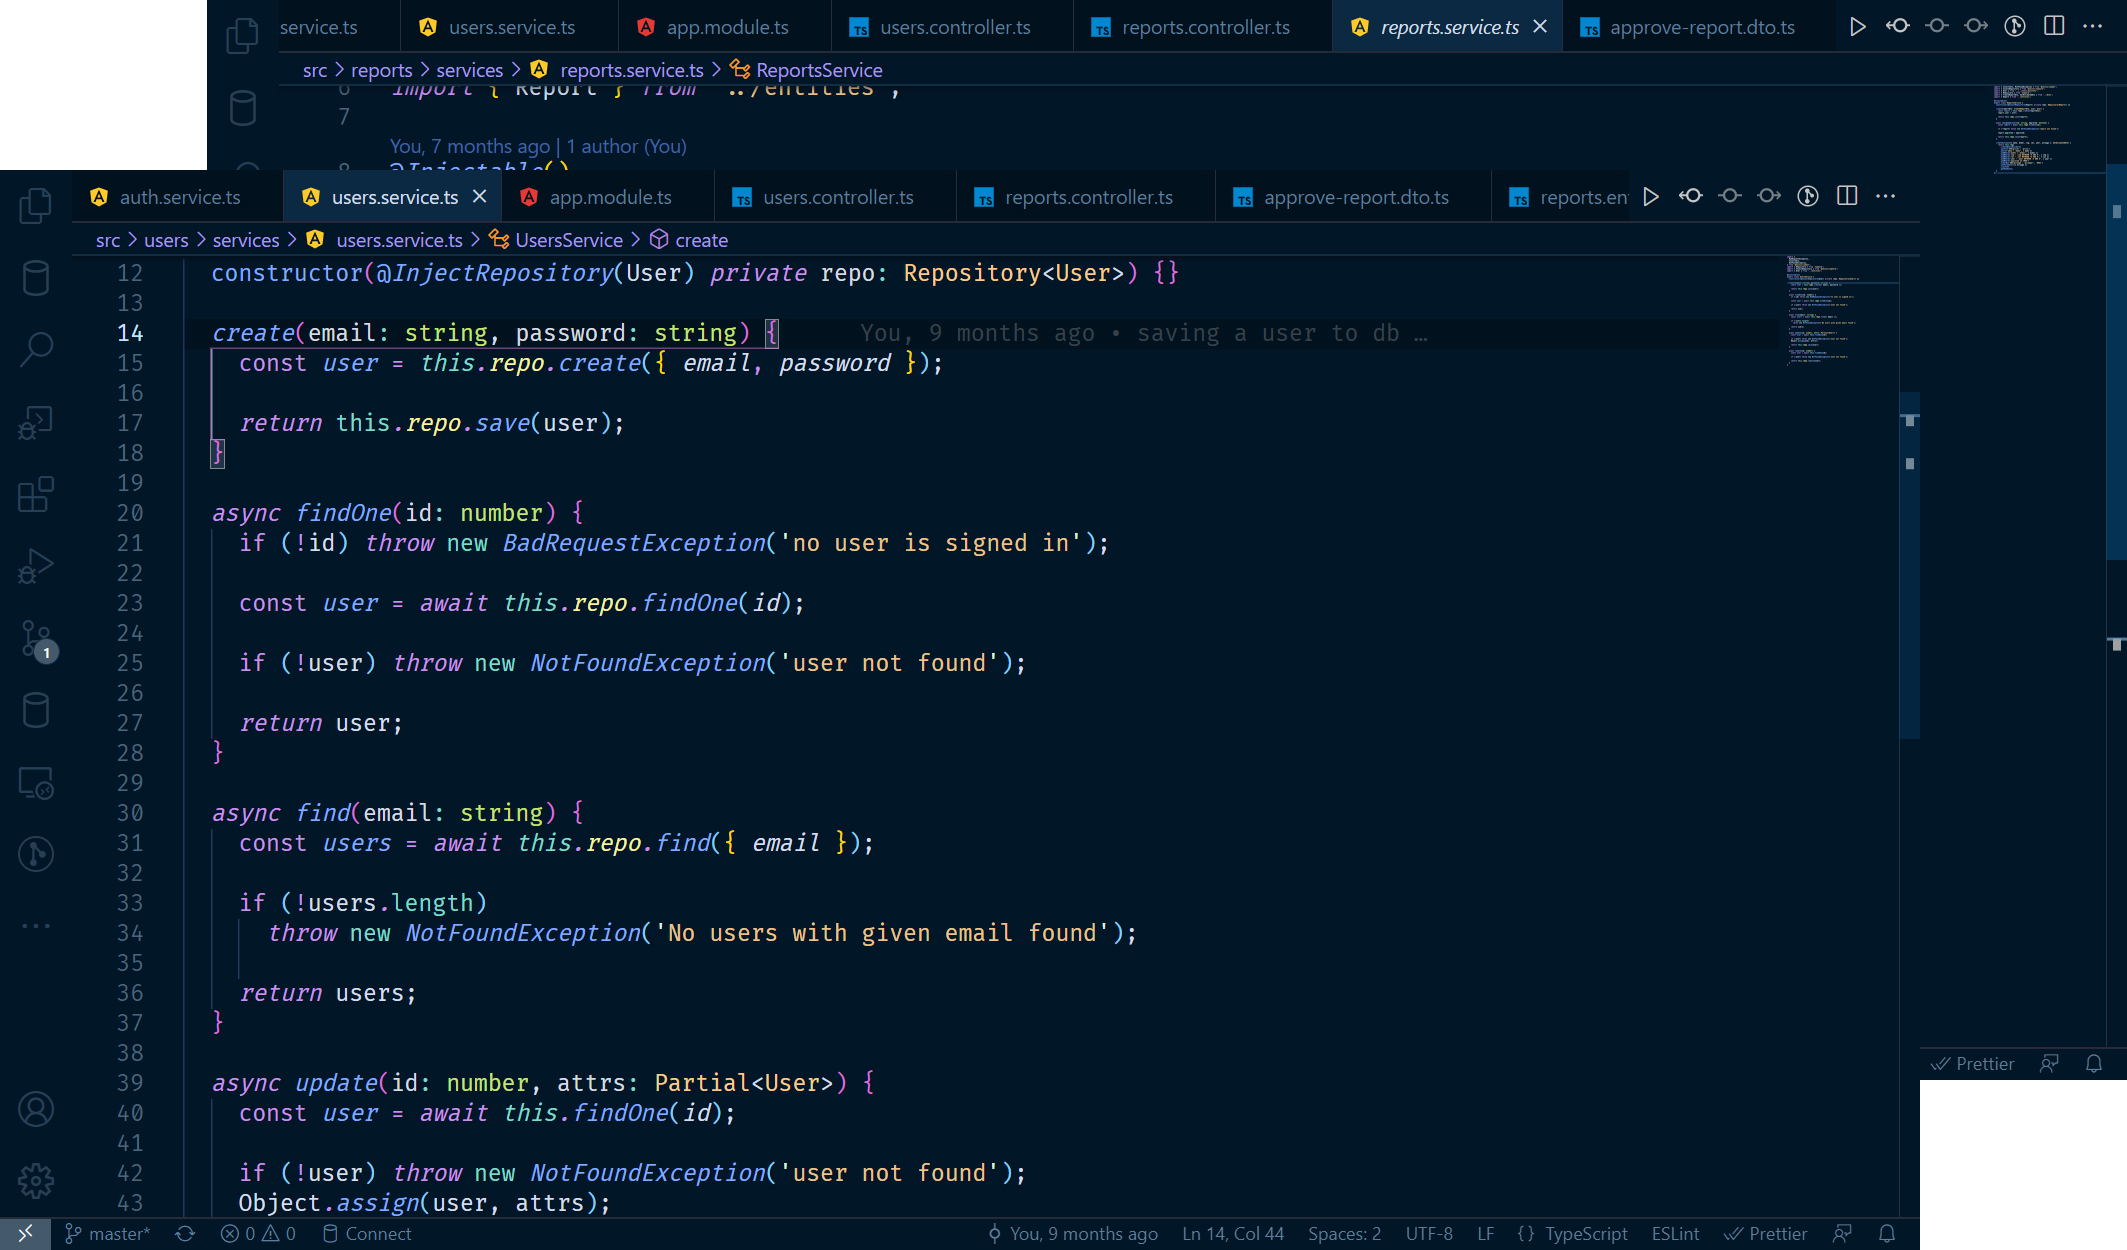 service.ts users.service.ts app.module.ts users.controller.ts reports.controller.ts reports.service.ts approve-report.dto.ts
src > reports > services > reports.service.ts > ReportsService
6 import { Report } from '../entities';
7
You, 7 months ago | 1 author (You)
8 @Injectable()
auth.service.ts users.service.ts app.module.ts users.controller.ts reports.controller.ts approve-report.dto.ts reports.en
src > users > services > users.service.ts > UsersService > create
12 constructor(@InjectRepository(User) private repo: Repository<User>) {}
13
14 create(email: string, password: string) { You, 9 months ago • saving a user to db …
15 const user = this.repo.create({ email, password });
16
17 return this.repo.save(user);
18 }
19
20 async findOne(id: number) {
21 if (!id) throw new BadRequestException('no user is signed in');
22
23 const user = await this.repo.findOne(id);
24
25 if (!user) throw new NotFoundException('user not found');
26
27 return user;
28 }
29
30 async find(email: string) {
31 const users = await this.repo.find({ email });
32
33 if (!users.length)
34 throw new NotFoundException('No users with given email found');
35
36 return users;
37 }
38
39 async update(id: number, attrs: Partial<User>) {
40 const user = await this.findOne(id);
41
42 if (!user) throw new NotFoundException('user not found');
43 Object.assign(user, attrs);
1
Prettier
master* 0 0 Connect You, 9 months ago Ln 14, Col 44 Spaces: 2 UTF-8 LF {} TypeScript ESLint Prettier